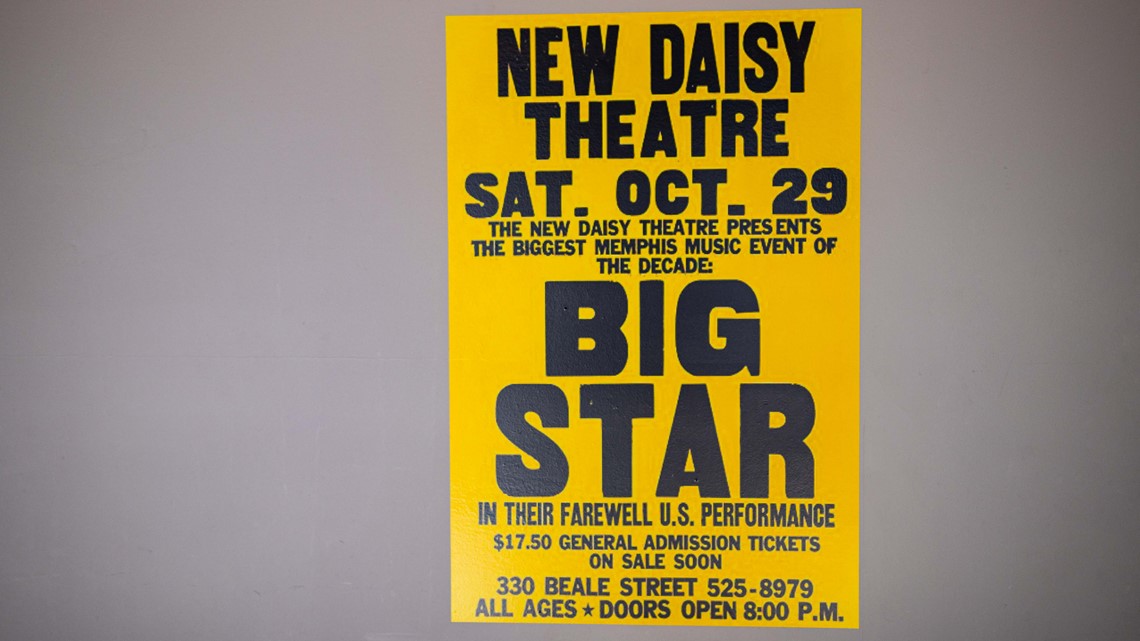 NEW DAISY
THEATRE
SAT. OCT. 29
THE NEW DAISY THEATRE PRESENTS
THE BIGGEST MEMPHIS MUSIC EVENT OF
THE DECADE:
BIG
STAR
IN THEIR FAREWELL U.S. PERFORMANCE
$17.50 GENERAL ADMISSION TICKETS
ON SALE SOON
330 BEALE STREET 525-8979
ALL AGES ★ DOORS OPEN 8:00 P.M.